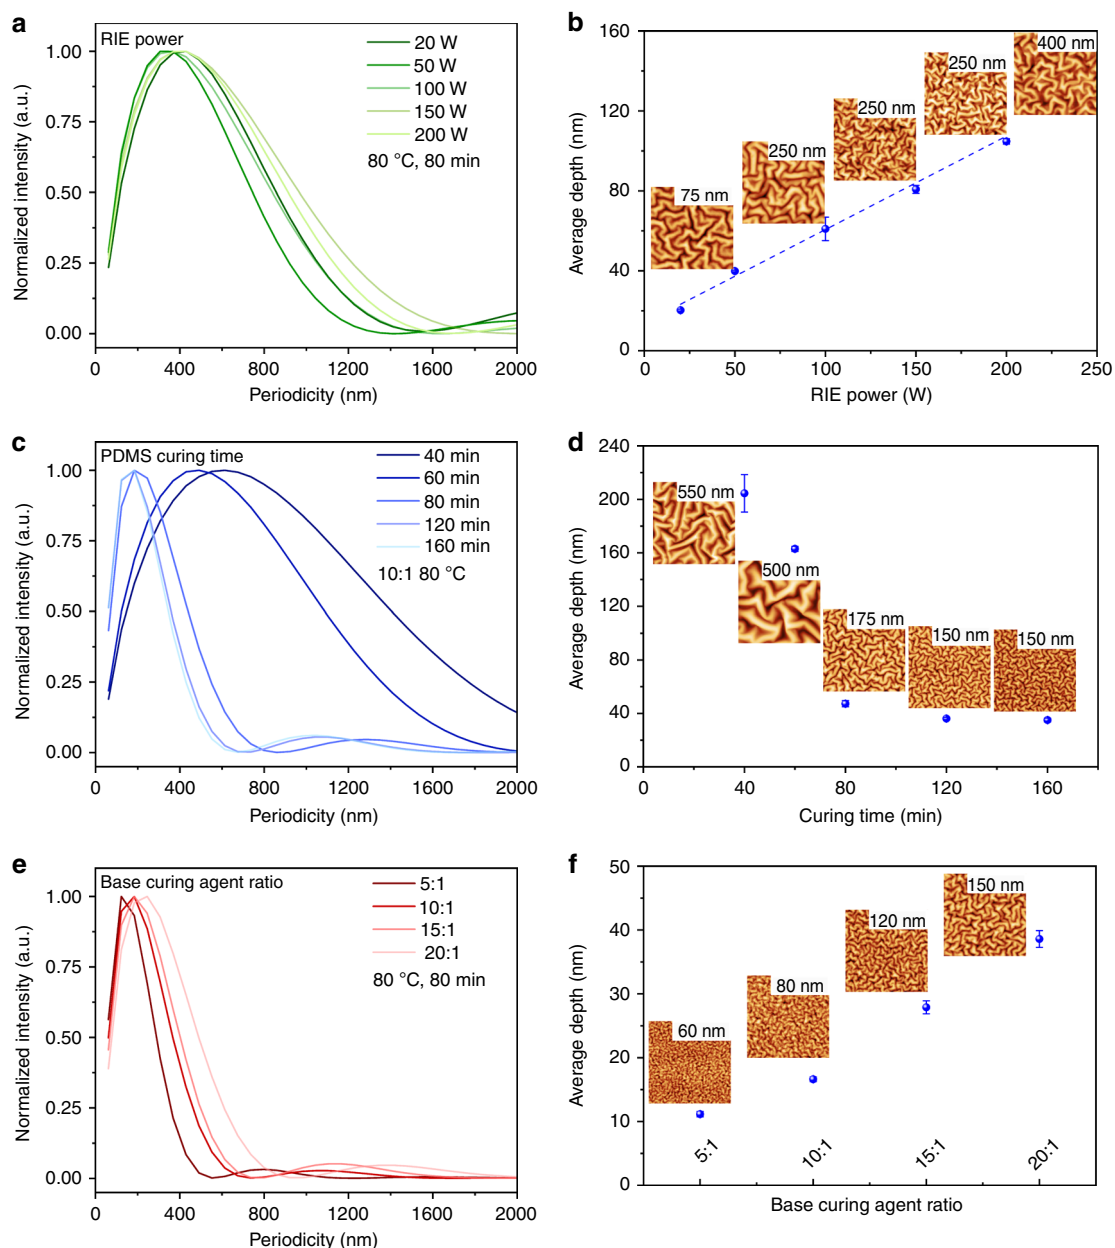 a
RIE power
20 W
50 W
100 W
150 W
200 W
80 °C, 80 min
1.00
0.75
0.50
0.25
0.00
Normalized intensity (a.u.)
0 400 800 1200 1600 2000
Periodicity (nm)
b
160
120
80
40
0
Average depth (nm)
75 nm
250 nm
250 nm
250 nm
400 nm
0 50 100 150 200 250
RIE power (W)
c
PDMS curing time
40 min
60 min
80 min
120 min
160 min
10:1 80 °C
1.00
0.75
0.50
0.25
0.00
Normalized intensity (a.u.)
0 400 800 1200 1600 2000
Periodicity (nm)
d
240
200
160
120
80
40
0
Average depth (nm)
550 nm
500 nm
175 nm
150 nm
150 nm
0 40 80 120 160
Curing time (min)
e
Base curing agent ratio
5:1
10:1
15:1
20:1
80 °C, 80 min
1.00
0.75
0.50
0.25
0.00
Normalized intensity (a.u.)
0 400 800 1200 1600 2000
Periodicity (nm)
f
50
40
30
20
10
0
Average depth (nm)
60 nm
80 nm
120 nm
150 nm
5:1 10:1 15:1 20:1
Base curing agent ratio